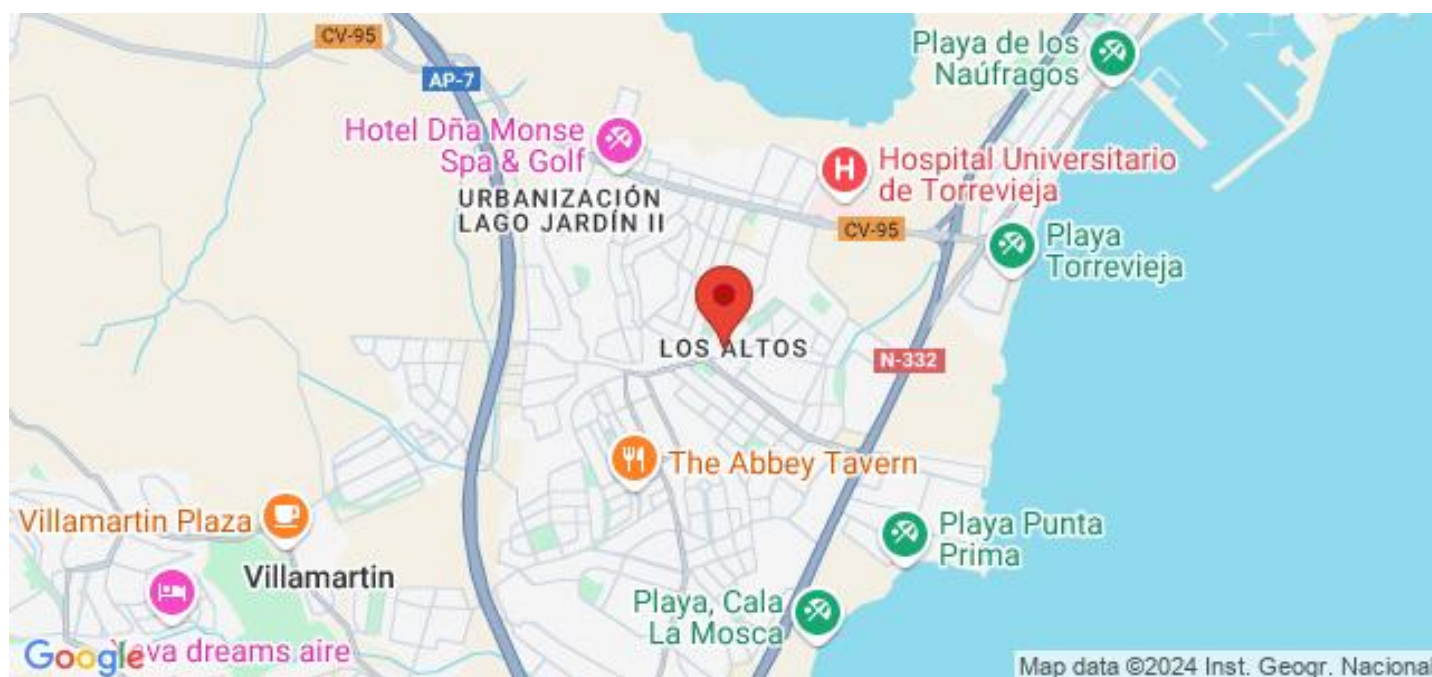 CV-95
Playa de los
Naúfragos
AP-7
Hotel Dña Monse
Spa & Golf
Hospital Universitario
de Torrevieja
H
URBANIZACIÓN
LAGO JARDÍN II
CV-95
Playa
Torrevieja
LOS ALTOS
N-332
The Abbey Tavern
Villamartin Plaza
Playa Punta
Prima
Villamartin
Playa, Cala
La Mosca
Google
dreams aire
Map data ©2024 Inst. Geogr. Nacional